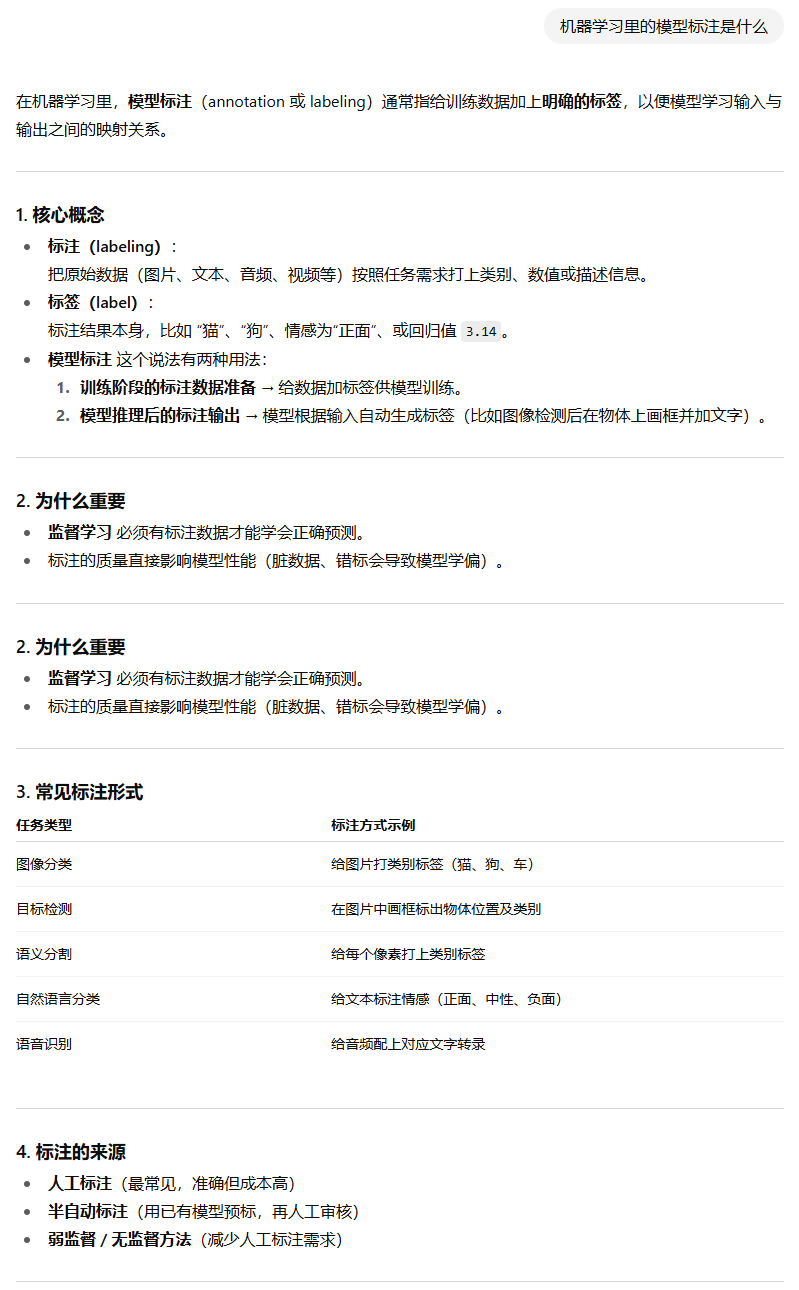 机器学习里的模型标注是什么
在机器学习里，模型标注（annotation 或 labeling）通常指给训练数据加上明确的标签，以便模型学习输入与
输出之间的映射关系。
1. 核心概念
标注（labeling）：
把原始数据（图片、文本、音频、视频等）按照任务需求打上类别、数值或描述信息。
标签（label）：
标注结果本身，比如 “猫”、“狗”、情感为“正面”、或回归值 3.14 。
模型标注 这个说法有两种用法：
1. 训练阶段的标注数据准备 → 给数据加标签供模型训练。
2. 模型推理后的标注输出 → 模型根据输入自动生成标签（比如图像检测后在物体上画框并加文字）。
2. 为什么重要
监督学习 必须有标注数据才能学会正确预测。
标注的质量直接影响模型性能（脏数据、错标会导致模型学偏）。
2. 为什么重要
监督学习 必须有标注数据才能学会正确预测。
标注的质量直接影响模型性能（脏数据、错标会导致模型学偏）。
3. 常见标注形式
任务类型 标注方式示例
图像分类 给图片打类别标签（猫、狗、车）
目标检测 在图片中画框标出物体位置及类别
语义分割 给每个像素打上类别标签
自然语言分类 给文本标注情感（正面、中性、负面）
语音识别 给音频配上对应文字转录
4. 标注的来源
人工标注（最常见，准确但成本高）
半自动标注（用已有模型预标，再人工审核）
弱监督 / 无监督方法（减少人工标注需求）